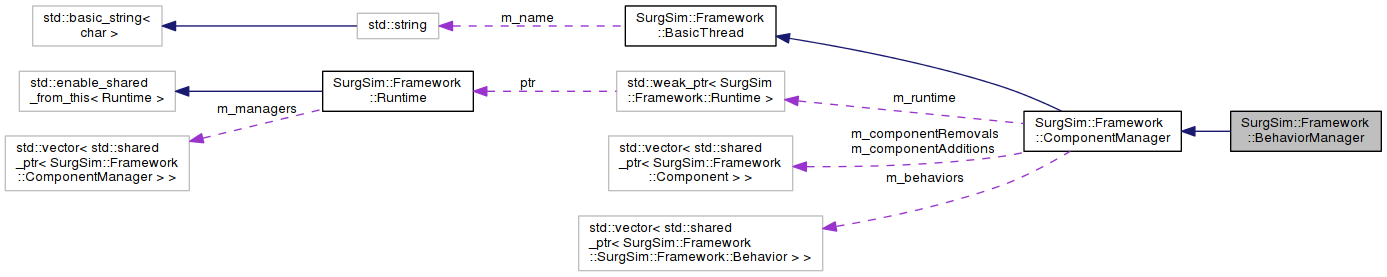 std::basic_string<
char >
std::string
m_name
SurgSim::Framework
::BasicThread
std::enable_shared
_from_this< Runtime >
SurgSim::Framework
::Runtime
ptr
std::weak_ptr< SurgSim
::Framework::Runtime >
m_runtime
m_managers
std::vector< std::shared
_ptr< SurgSim::Framework
::ComponentManager > >
std::vector< std::shared
_ptr< SurgSim::Framework
::Component > >
m_componentRemovals
m_componentAdditions
SurgSim::Framework
::ComponentManager
SurgSim::Framework
::BehaviorManager
m_behaviors
std::vector< std::shared
_ptr< SurgSim::Framework
::SurgSim::Framework::Behavior > >